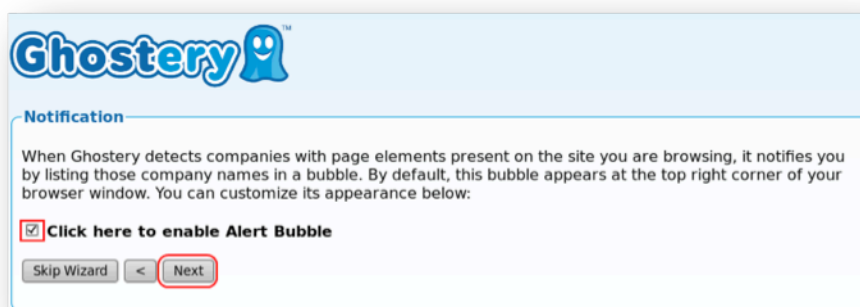 Ghostery™
Notification
When Ghostery detects companies with page elements present on the site you are browsing, it notifies you
by listing those company names in a bubble. By default, this bubble appears at the top right corner of your
browser window. You can customize its appearance below:
Click here to enable Alert Bubble
Skip Wizard < Next